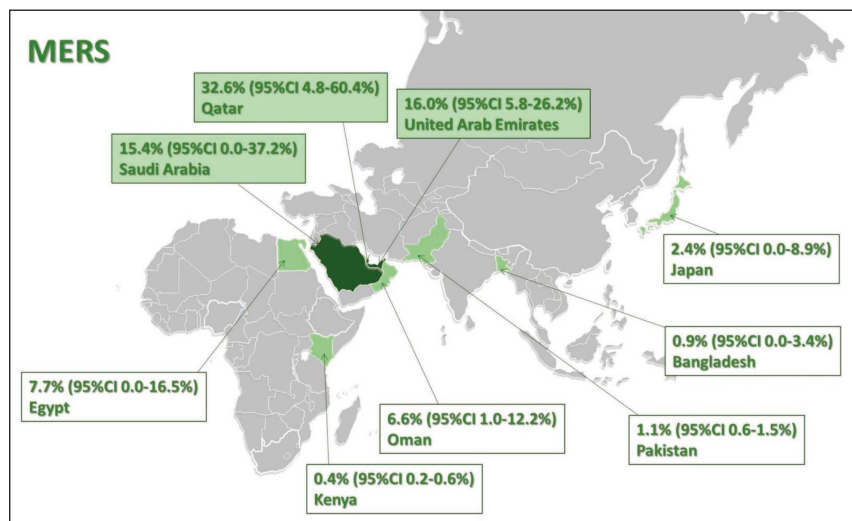 MERS
32.6% (95%CI 4.8-60.4%)
Qatar
16.0% (95%CI 5.8-26.2%)
United Arab Emirates
15.4% (95%CI 0.0-37.2%)
Saudi Arabia
2.4% (95%CI 0.0-8.9%)
Japan
0.9% (95%CI 0.0-3.4%)
Bangladesh
7.7% (95%CI 0.0-16.5%)
Egypt
6.6% (95%CI 1.0-12.2%)
Oman
1.1% (95%CI 0.6-1.5%)
Pakistan
0.4% (95%CI 0.2-0.6%)
Kenya